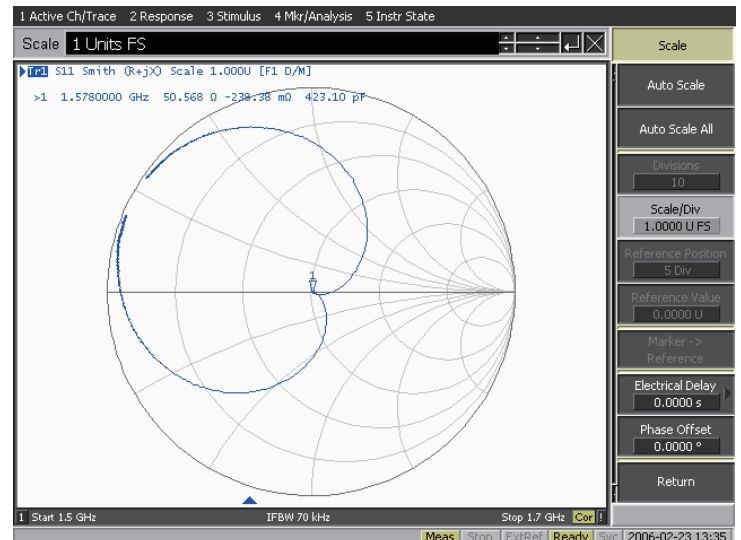 1 Active Ch/Trace 2 Response 3 Stimulus 4 Mkr/Analysis 5 Instr State
Scale 1 Units FS
Tr1 S11 Smith (R+jX) Scale 1.000U [F1 D/M]
>1 1.5780000 GHz 50.568 Ω -238.38 mΩ 423.10 pF
1
1 Start 1.5 GHz IFBW 70 kHz Stop 1.7 GHz Cor !
Scale
Auto Scale
Auto Scale All
Divisions
10
Scale/Div
1.0000 U FS
Reference Position
5 Div
Reference Value
0.0000 U
Marker ->
Reference
Electrical Delay
0.0000 s
Phase Offset
0.0000 °
Return
Meas Stop ExtRef Ready Svc 2006-02-23 13:35